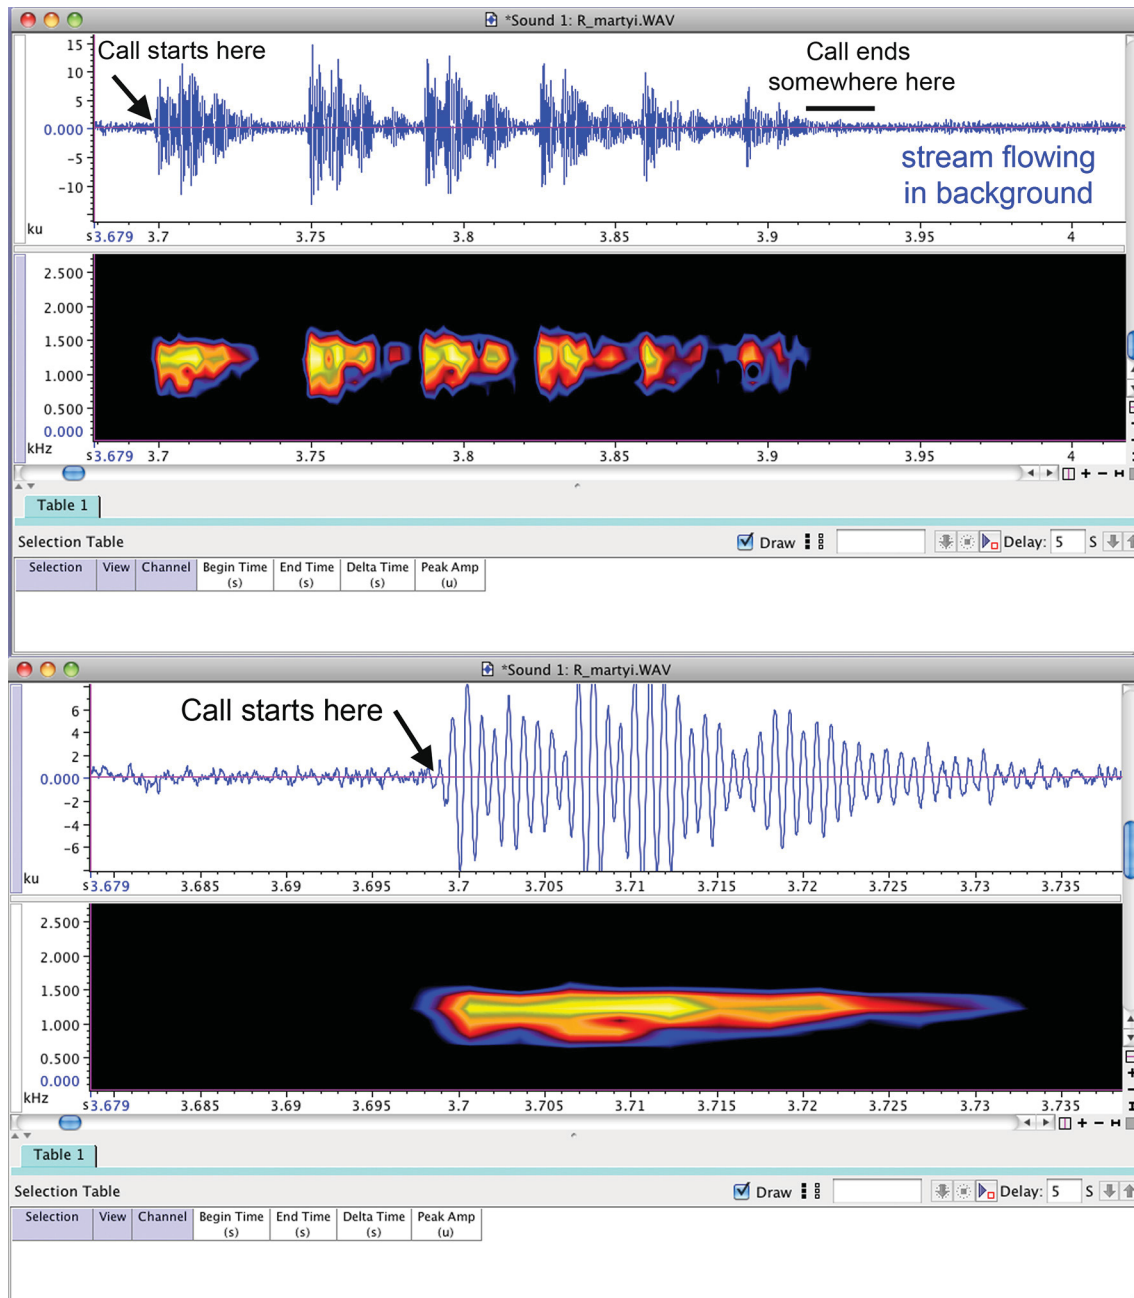 *Sound 1: R_martyi.WAV
Call starts here
Call ends
somewhere here
stream flowing
in background
15
10
5
0.000
-5
-10
ku
s3.679 3.7 3.75 3.8 3.85 3.9 3.95 4
2.500
2.000
1.500
1.000
0.500
0.000
kHz
s3.679 3.7 3.75 3.8 3.85 3.9 3.95 4
Table 1
Selection Table Draw Delay: 5 S
Selection View Channel Begin Time (s) End Time (s) Delta Time (s) Peak Amp (u)
*Sound 1: R_martyi.WAV
Call starts here
6
4
2
0.000
-2
-4
-6
ku
s3.679 3.685 3.69 3.695 3.7 3.705 3.71 3.715 3.72 3.725 3.73 3.735
2.500
2.000
1.500
1.000
0.500
0.000
kHz
s3.679 3.685 3.69 3.695 3.7 3.705 3.71 3.715 3.72 3.725 3.73 3.735
Table 1
Selection Table Draw Delay: 5 S
Selection View Channel Begin Time (s) End Time (s) Delta Time (s) Peak Amp (u)